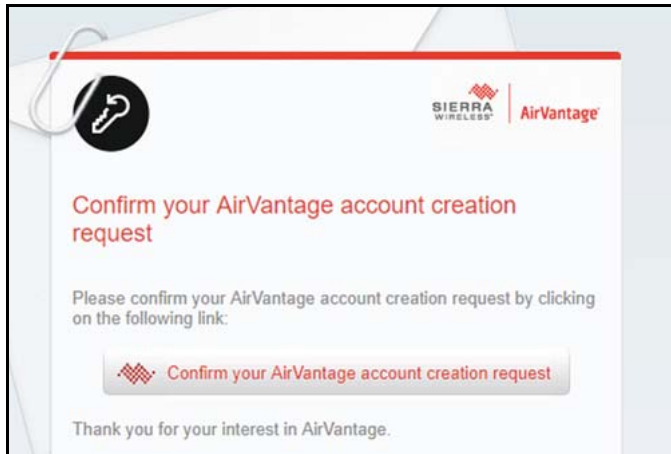 SIERRA
WIRELESS®
AirVantage®
Confirm your AirVantage account creation
request
Please confirm your AirVantage account creation request by clicking
on the following link:
Confirm your AirVantage account creation request
Thank you for your interest in AirVantage.